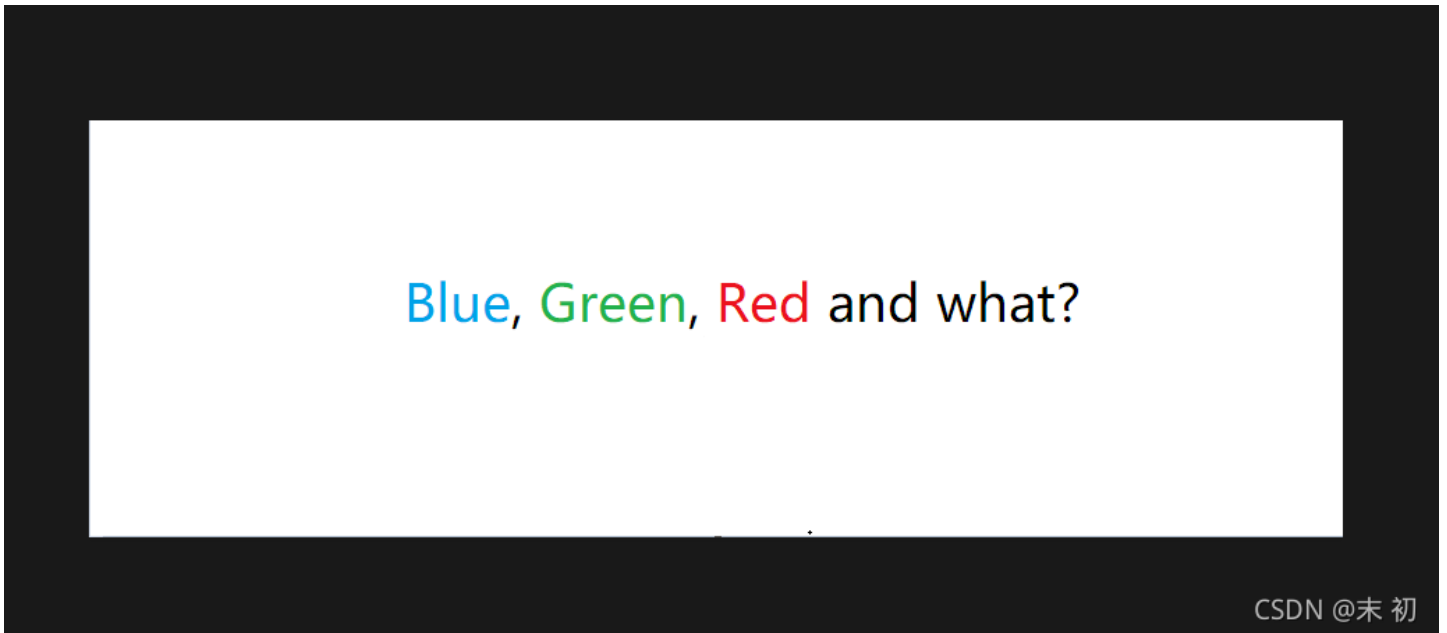 Blue, Green, Red and what?
CSDN @末 初